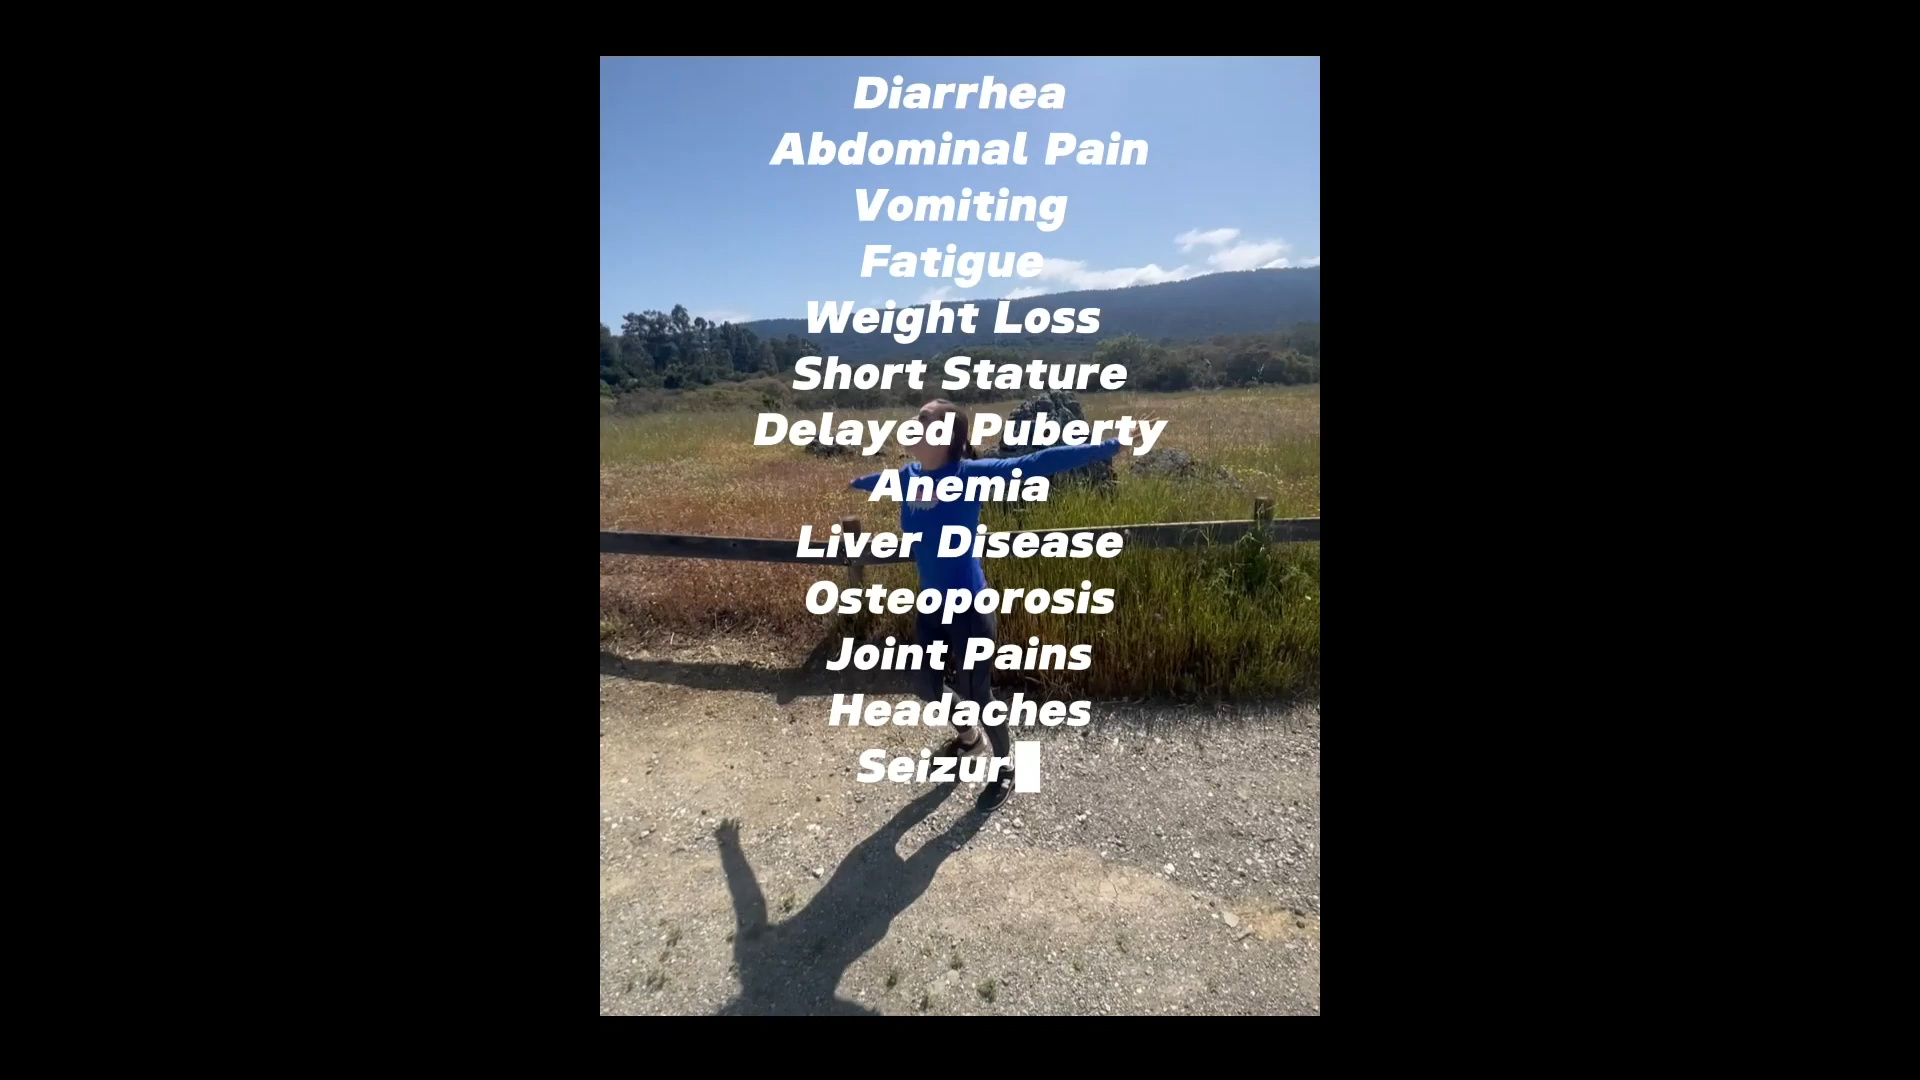 Diarrhea
Abdominal Pain
Vomiting
Fatigue
Weight Loss
Short Stature
Delayed Puberty
Anemia
Liver Disease
Osteoporosis
Joint Pains
Headaches
Seizur